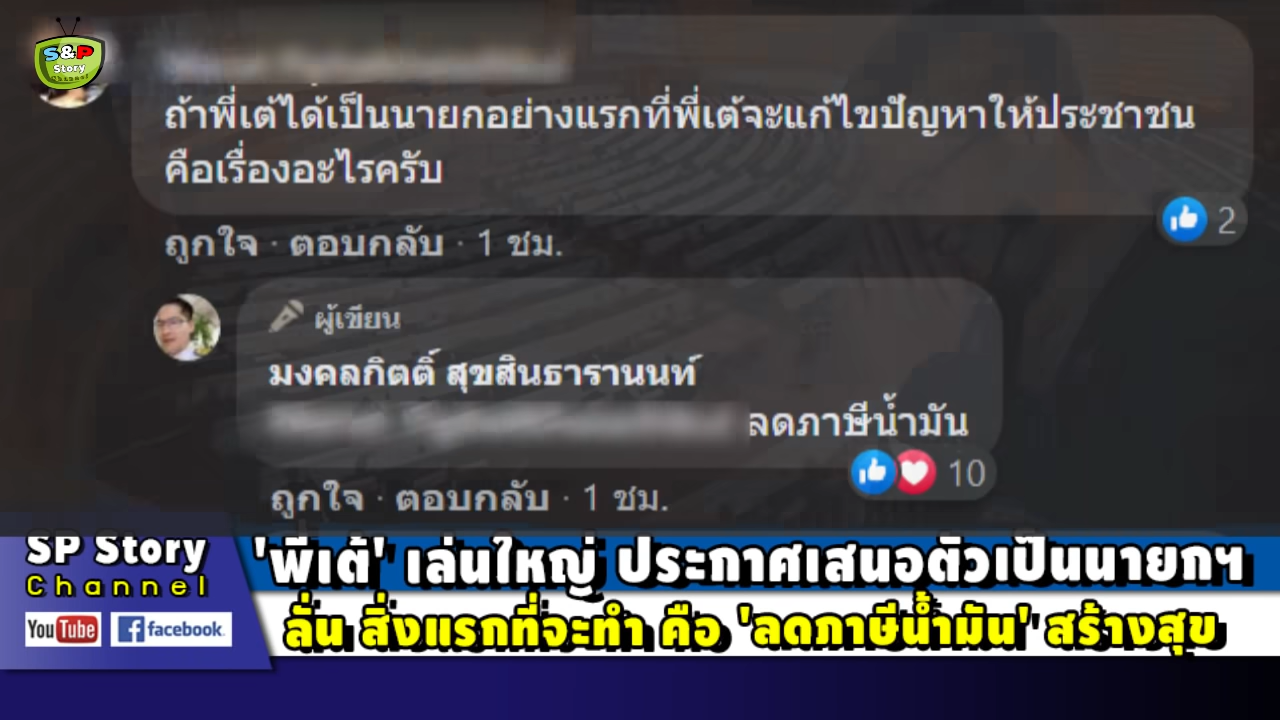 S&P
Story
Channel
ถ้าพี่เต้ได้เป็นนายกอย่างแรกที่พี่เต้จะแก้ไขปัญหาให้ประชาชน
คือเรื่องอะไรครับ
2
ถูกใจ · ตอบกลับ · 1 ชม.
ผู้เขียน
มงคลกิตติ์ สุขสินธารานนท์
ลดภาษีน้ำมัน
10
ถูกใจ · ตอบกลับ · 1 ชม.
SP Story
Channel
YouTube facebook.
'พี่เต้' เล่นใหญ่ ประกาศเสนอตัวเป็นนายกฯ
ลั่น สิ่งแรกที่จะทำ คือ 'ลดภาษีน้ำมัน' สร้างสุข